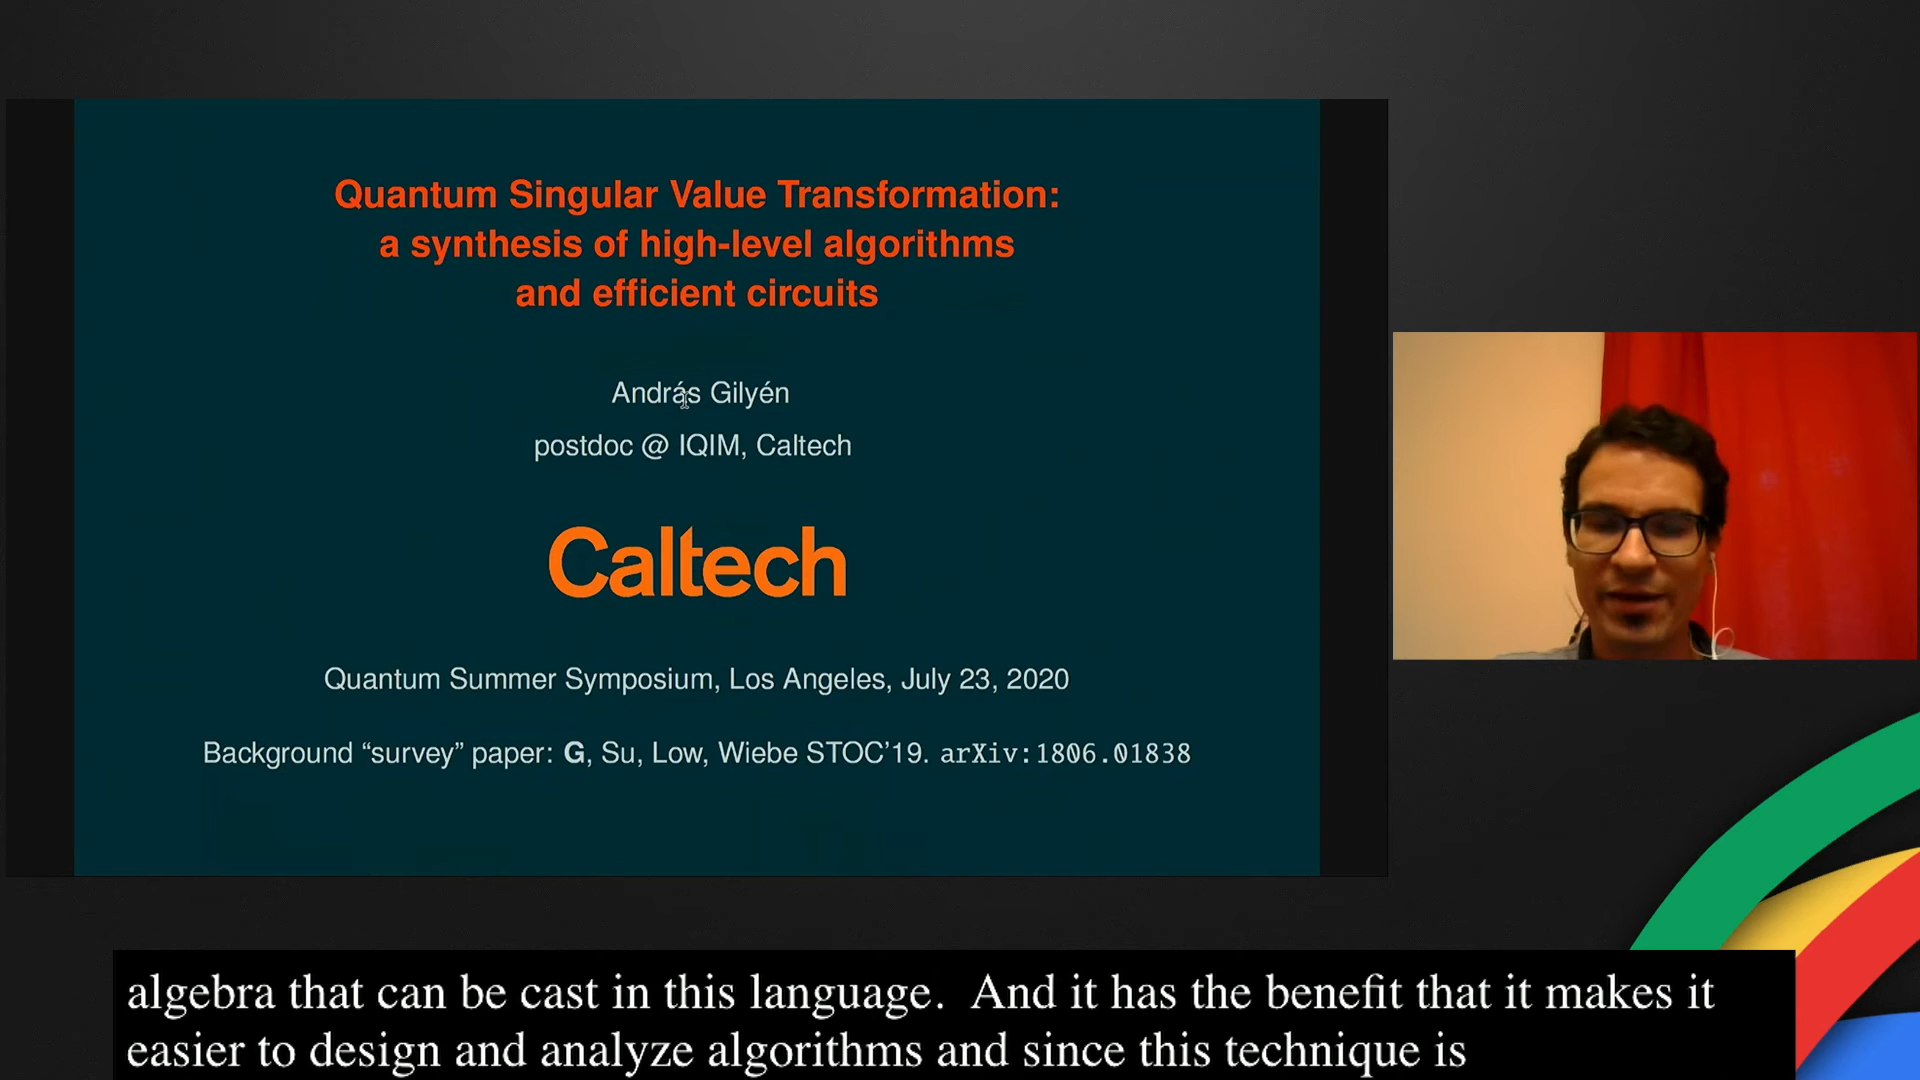 Quantum Singular Value Transformation:
a synthesis of high-level algorithms
and efficient circuits
András Gilyén
postdoc @ IQIM, Caltech
Caltech
Quantum Summer Symposium, Los Angeles, July 23, 2020
Background “survey” paper: G, Su, Low, Wiebe STOC’19. arXiv:1806.01838
algebra that can be cast in this language.  And it has the benefit that it makes it
easier to design and analyze algorithms and since this technique is